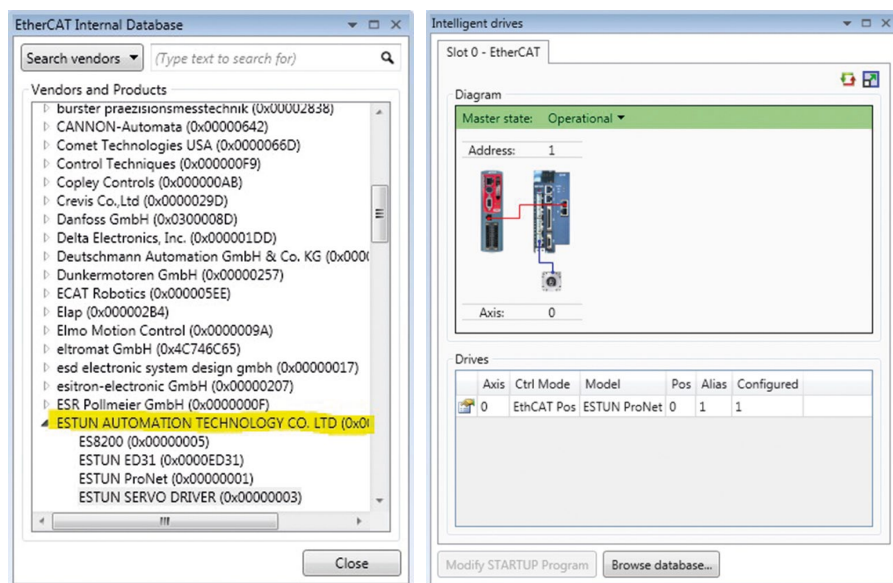 EtherCAT Internal Database
Search vendors
(Type text to search for)
Vendors and Products
burster praezisionsmesstechnik (0x00002838)
CANNON-Automata (0x00000642)
Comet Technologies USA (0x0000066D)
Control Techniques (0x000000F9)
Copley Controls (0x000000AB)
Crevis Co.,Ltd (0x0000029D)
Danfoss GmbH (0x0300008D)
Delta Electronics, Inc. (0x000001DD)
Deutschmann Automation GmbH & Co. KG (0x000(
Dunkermotoren GmbH (0x00000257)
ECAT Robotics (0x000005EE)
Elap (0x000002B4)
Elmo Motion Control (0x0000009A)
eltromat GmbH (0x4C746C65)
esd electronic system design gmbh (0x00000017)
esitron-electronic GmbH (0x00000207)
ESR Pollmeier GmbH (0x0000000F)
ESTUN AUTOMATION TECHNOLOGY CO. LTD (0x00
ES8200 (0x00000005)
ESTUN ED31 (0x0000ED31)
ESTUN ProNet (0x00000001)
ESTUN SERVO DRIVER (0x00000003)
Close
Intelligent drives
Slot 0 - EtherCAT
Diagram
Master state: Operational
Address: 1
Axis: 0
Drives
Axis Ctrl Mode Model Pos Alias Configured
0 EthCAT Pos ESTUN ProNet 0 1 1
Modify STARTUP Program Browse database...